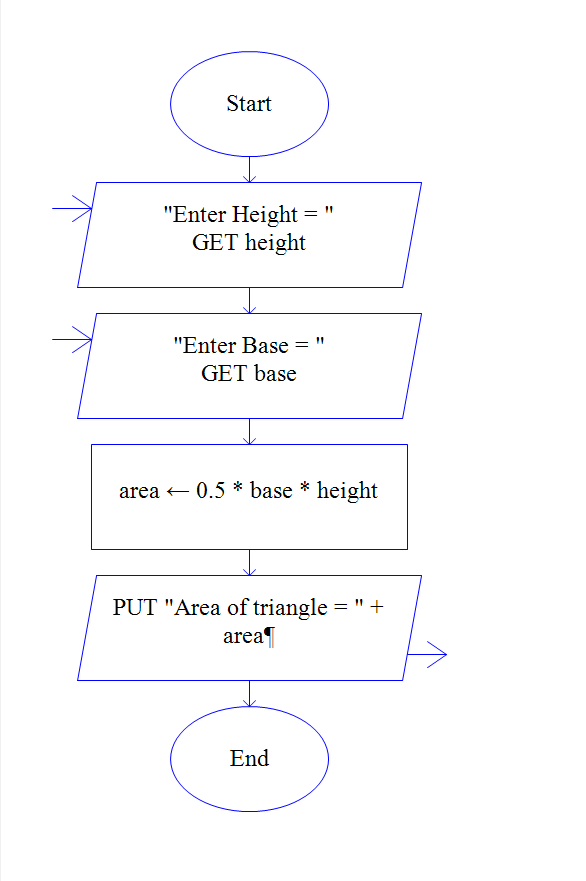 Start
"Enter Height = "
GET height
"Enter Base = "
GET base
area ← 0.5 * base * height
PUT "Area of triangle = " +
area¶
End